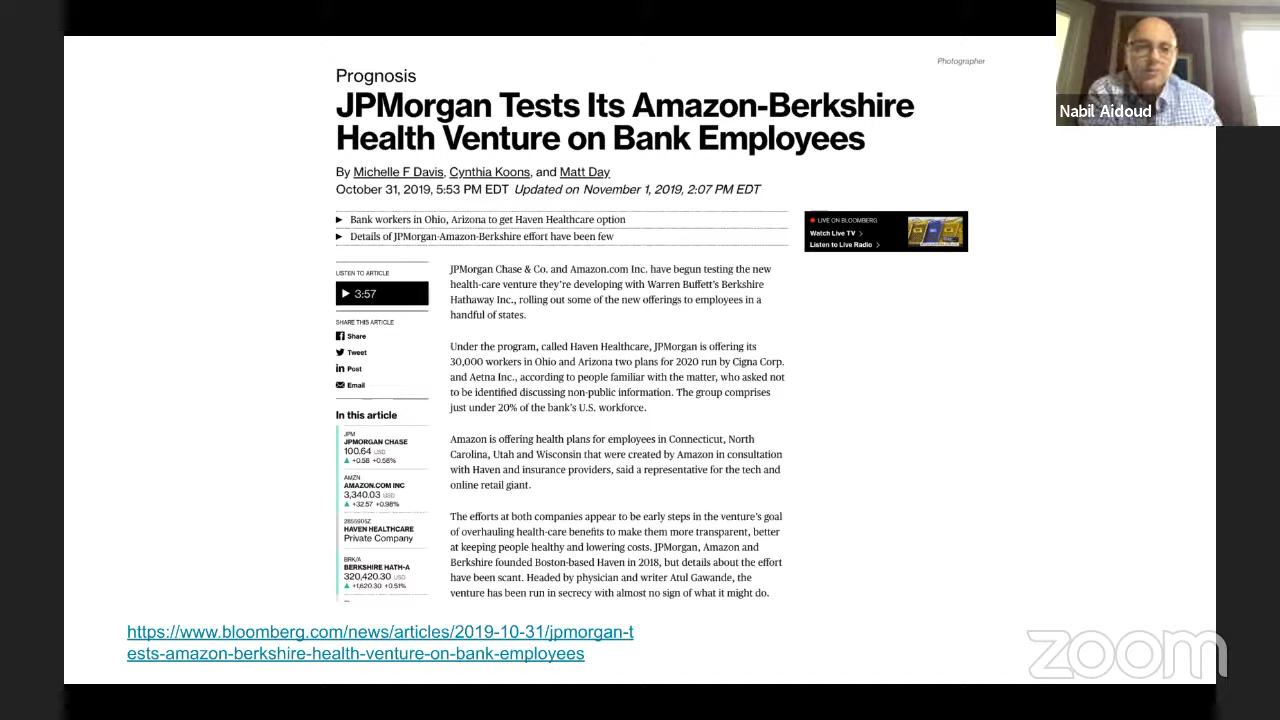 Photographer
Nabil Aidoud
Prognosis
JPMorgan Tests Its Amazon-Berkshire
Health Venture on Bank Employees
By Michelle F Davis, Cynthia Koons, and Matt Day
October 31, 2019, 5:53 PM EDT Updated on November 1, 2019, 2:07 PM EDT
▶ Bank workers in Ohio, Arizona to get Haven Healthcare option
▶ Details of JPMorgan-Amazon-Berkshire effort have been few
LIVE ON BLOOMBERG
Watch Live TV >
Listen to Live Radio >
LISTEN TO ARTICLE
▶ 3:57
SHARE THIS ARTICLE
Share
Tweet
Post
Email
In this article
JPM
JPMORGAN CHASE
100.64 USD
▲ +0.58 +0.58%
AMZN
AMAZON.COM INC
3,340.03 USD
▲ +32.57 +0.98%
HAVEN HEALTHCARE
Private Company
BRK/A
BERKSHIRE HATH-A
320,420.30 USD
▲ +1,620.30 +0.51%
JPMorgan Chase & Co. and Amazon.com Inc. have begun testing the new
health-care venture they're developing with Warren Buffett's Berkshire
Hathaway Inc., rolling out some of the new offerings to employees in a
handful of states.
Under the program, called Haven Healthcare, JPMorgan is offering its
30,000 workers in Ohio and Arizona two plans for 2020 run by Cigna Corp.
and Aetna Inc., according to people familiar with the matter, who asked not
to be identified discussing non-public information. The group comprises
just under 20% of the bank's U.S. workforce.
Amazon is offering health plans for employees in Connecticut, North
Carolina, Utah and Wisconsin that were created by Amazon in consultation
with Haven and insurance providers, said a representative for the tech and
online retail giant.
The efforts at both companies appear to be early steps in the venture's goal
of overhauling health-care benefits to make them more transparent, better
at keeping people healthy and lowering costs. JPMorgan, Amazon and
Berkshire founded Boston-based Haven in 2018, but details about the effort
have been scant. Headed by physician and writer Atul Gawande, the
venture has been run in secrecy with almost no sign of what it might do.
https://www.bloomberg.com/news/articles/2019-10-31/jpmorgan-t
ests-amazon-berkshire-health-venture-on-bank-employees
zoom